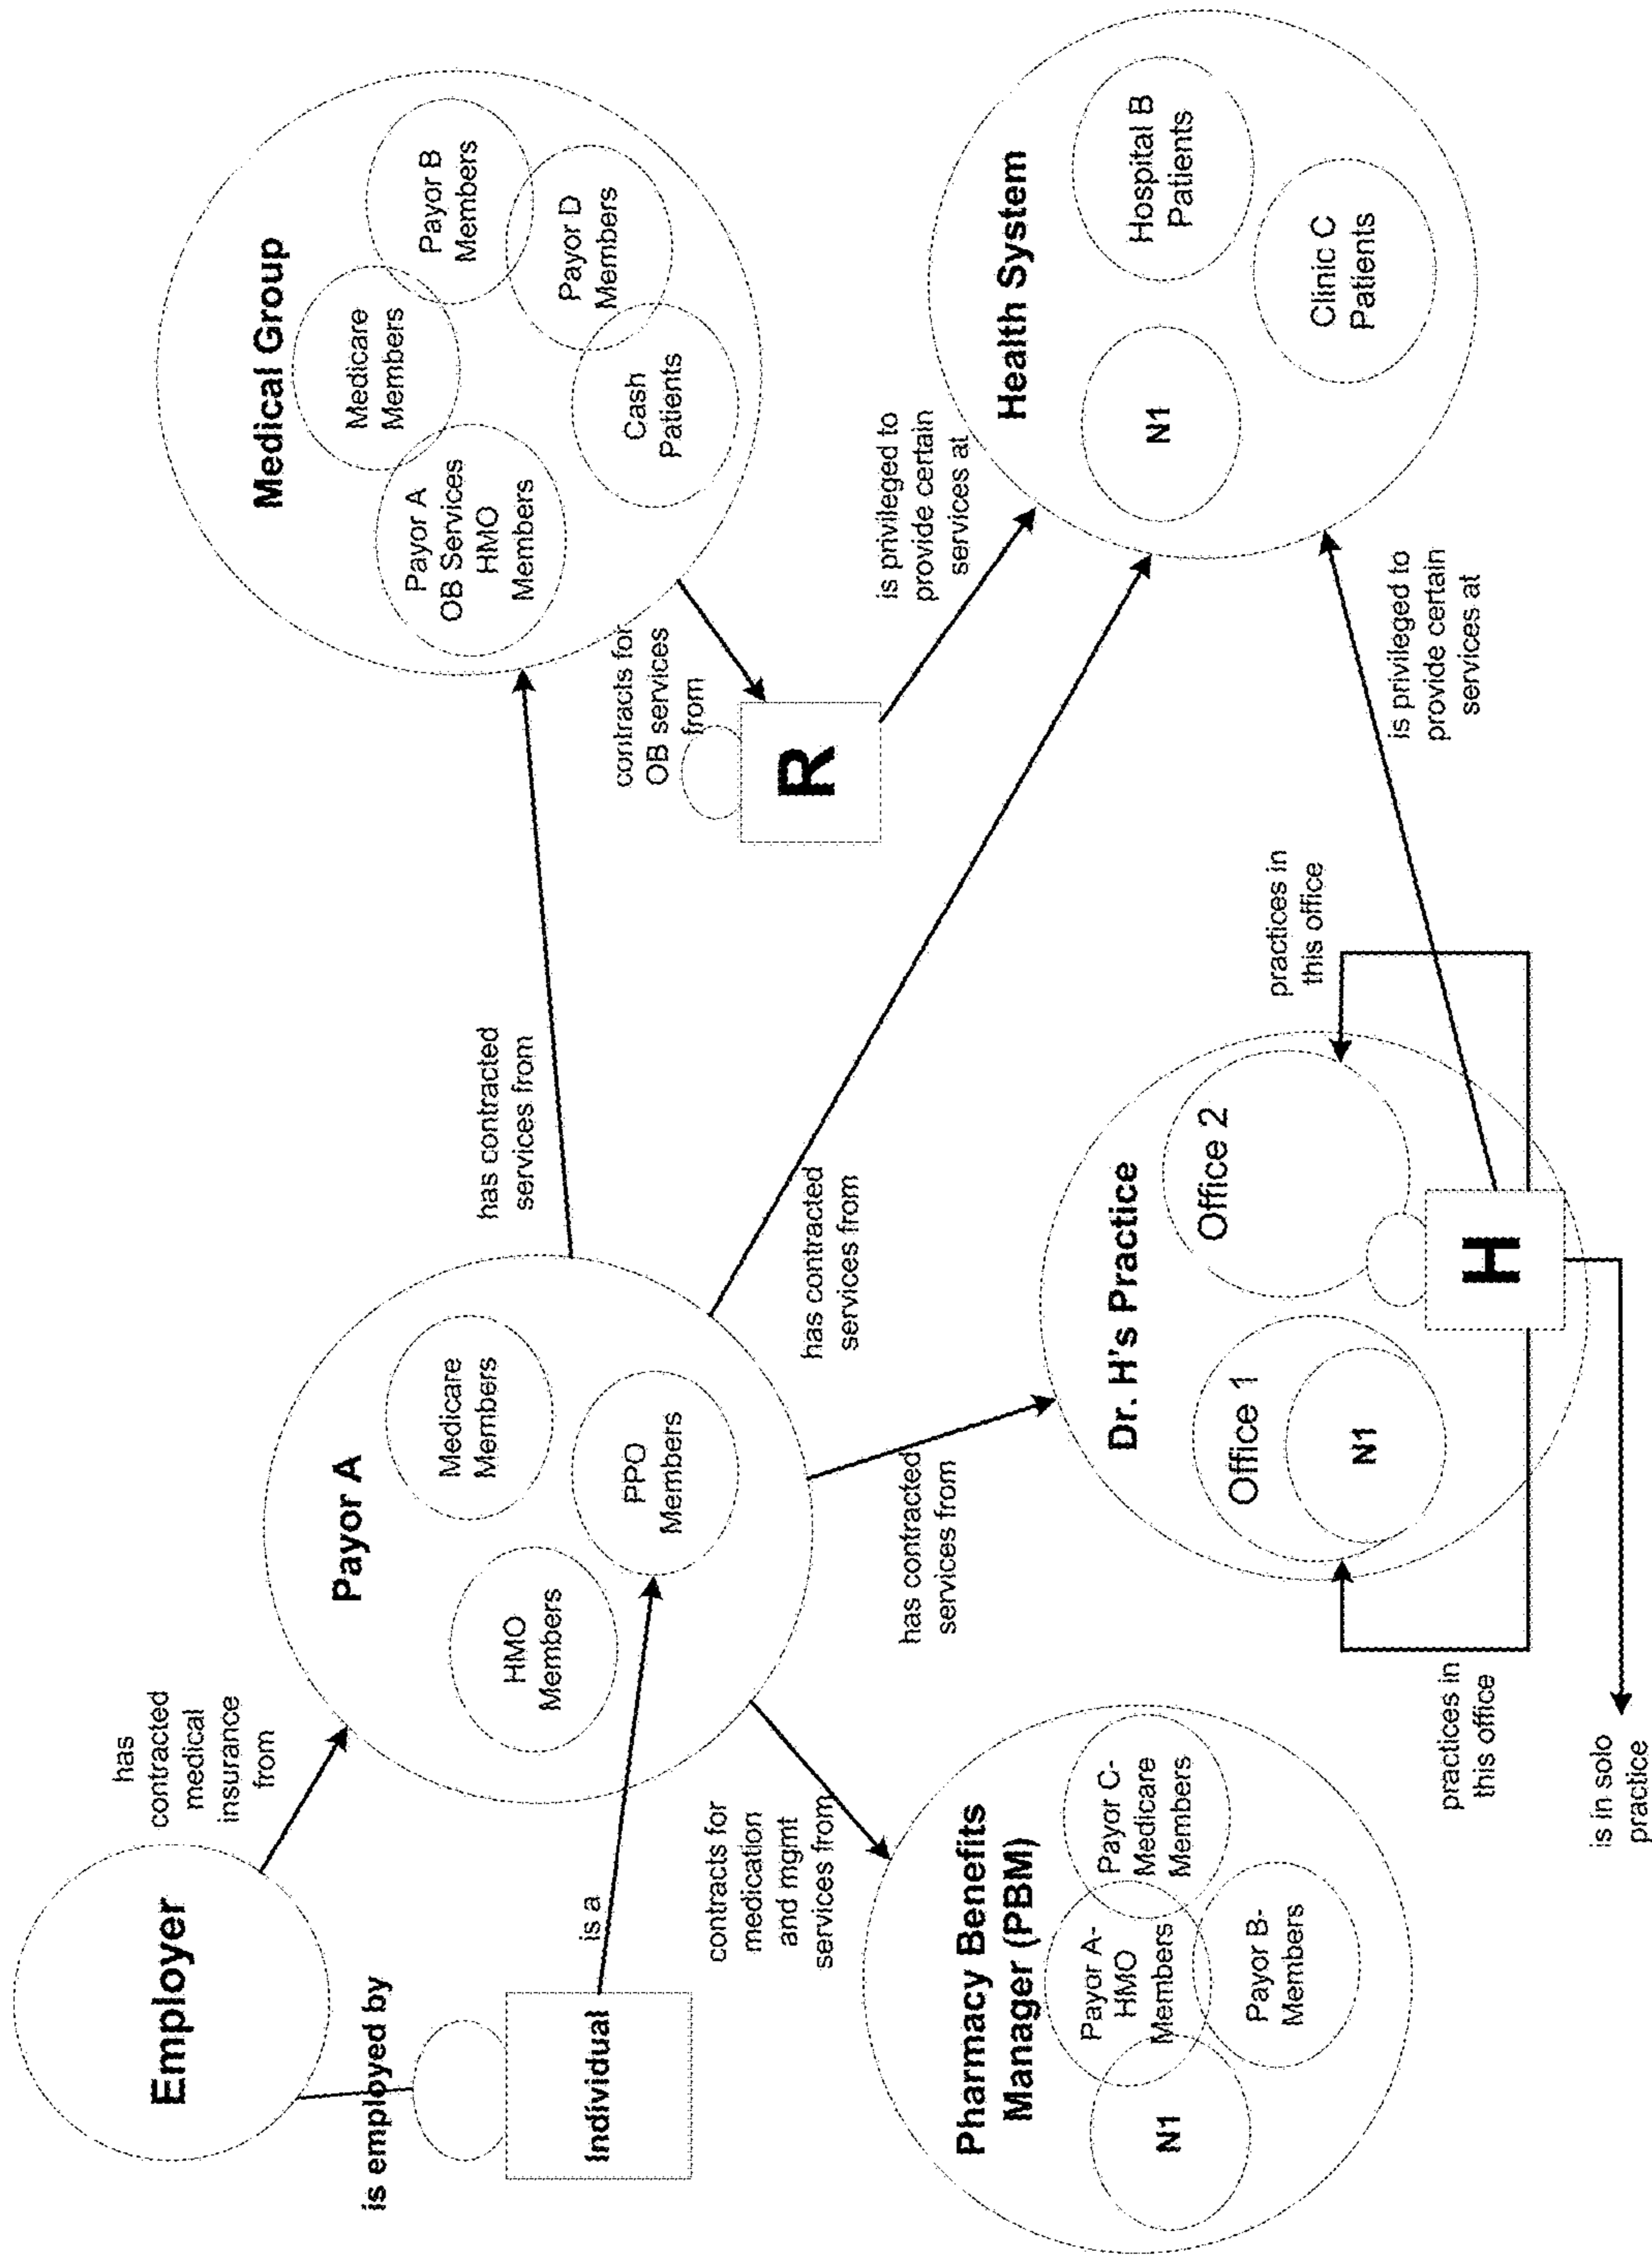 Employer
has
contracted
medical
insurance
from
is employed by
Individual
is a
Payor A
HMO
Members
Medicare
Members
PPO
Members
has contracted
services from
Medical Group
Payor A
OB Services
HMO
Members
Medicare
Members
Payor B
Members
Payor D
Members
Cash
Patients
contracts for
OB services
from
R
is privileged to
provide certain
services at
has contracted
services from
Health System
N1
Hospital B
Patients
Clinic C
Patients
contracts for
medication
and mgmt
services from
Pharmacy Benefits
Manager (PBM)
N1
Payor A-
HMO
Members
Payor C-
Medicare
Members
Payor B-
Members
has contracted
services from
Dr. H's Practice
Office 1
N1
Office 2
H
practices in
this office
practices in
this office
is privileged to
provide certain
services at
is in solo
practice